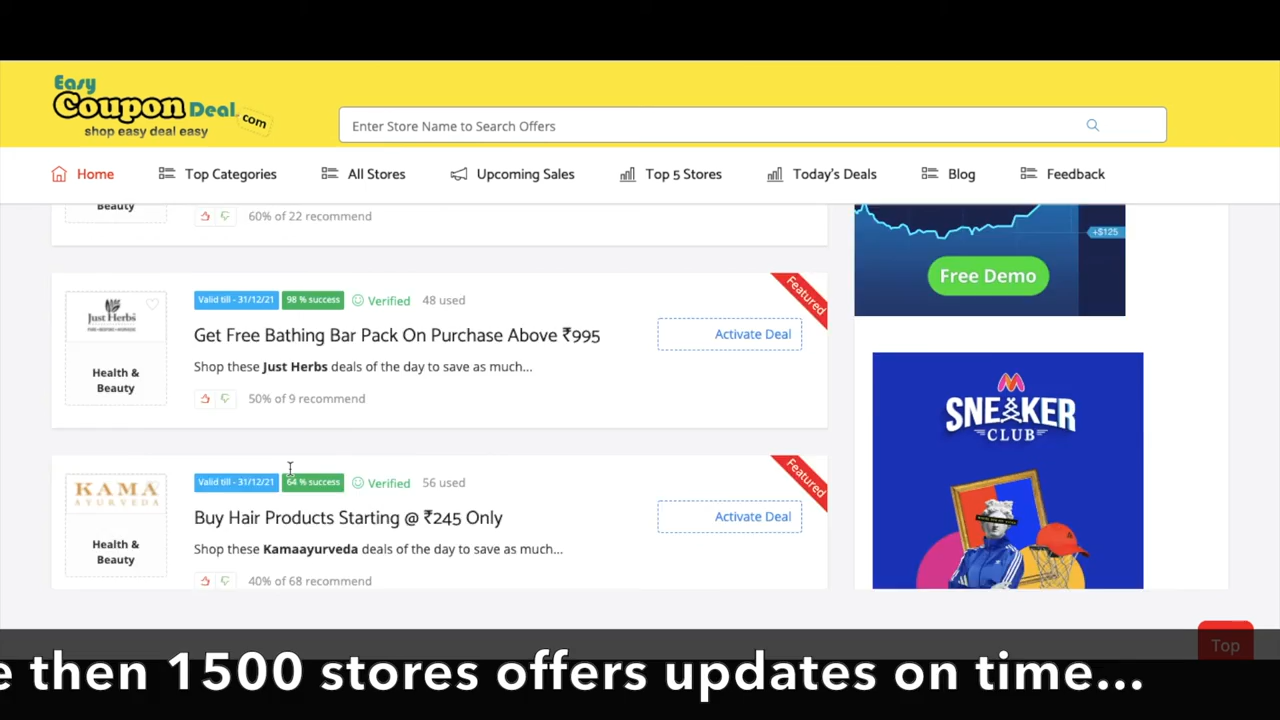 Easy
Coupon Deal.com
shop easy deal easy
Enter Store Name to Search Offers
Home
Top Categories
All Stores
Upcoming Sales
Top 5 Stores
Today's Deals
Blog
Feedback
Beauty
60% of 22 recommend
+$125
Free Demo
Just Herbs
Health &
Beauty
Valid till - 31/12/21
98 % success
Verified
48 used
Featured
Get Free Bathing Bar Pack On Purchase Above ₹995
Activate Deal
Shop these Just Herbs deals of the day to save as much...
50% of 9 recommend
SNEAKER
CLUB
KAMA
AYURVEDA
Health &
Beauty
Valid till - 31/12/21
64 % success
Verified
56 used
Featured
Buy Hair Products Starting @ ₹245 Only
Activate Deal
Shop these Kamaayurveda deals of the day to save as much...
40% of 68 recommend
Top
e then 1500 stores offers updates on time...